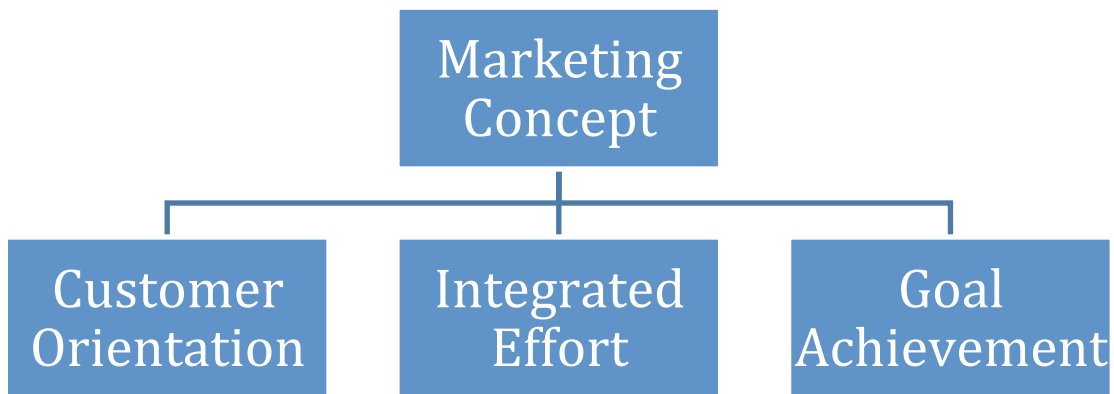 Marketing
Concept
Customer
Orientation
Integrated
Effort
Goal
Achievement